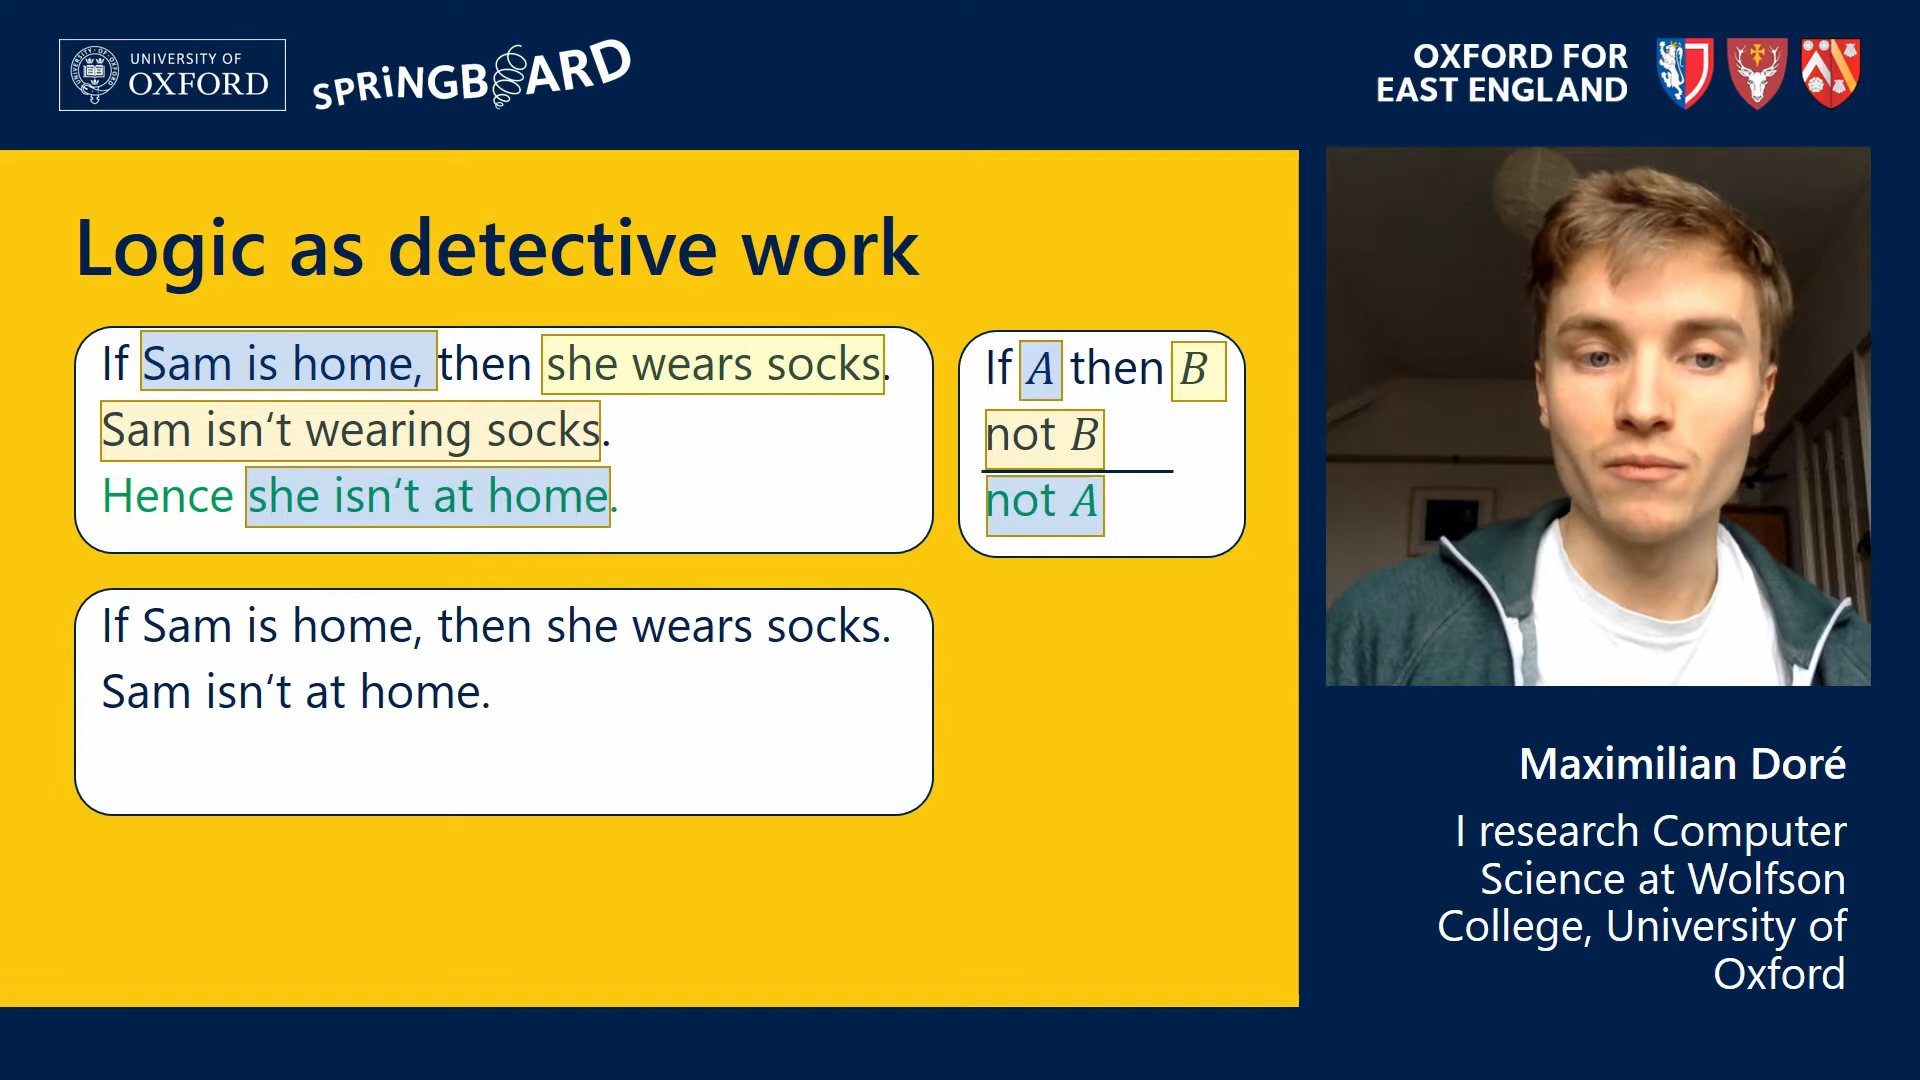 UNIVERSITY OF
OXFORD
SPRiNGBOARD
OXFORD FOR
EAST ENGLAND
Logic as detective work
If Sam is home, then she wears socks.
Sam isn‘t wearing socks.
Hence she isn‘t at home.
If A then B
not B
not A
If Sam is home, then she wears socks.
Sam isn‘t at home.
Maximilian Doré
I research Computer
Science at Wolfson
College, University of
Oxford